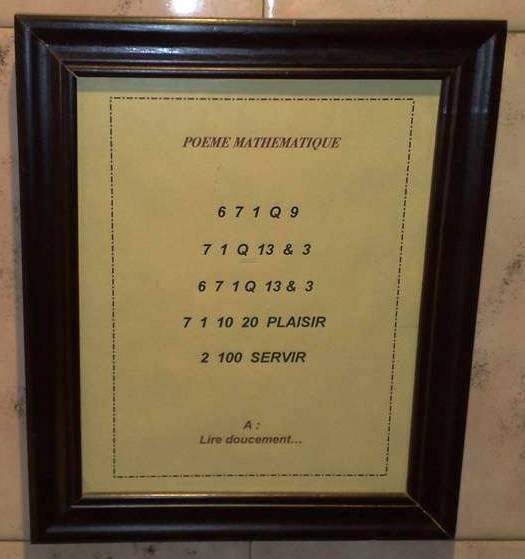 POEME MATHEMATIQUE
6 7 1 Q 9
7 1 Q 13 & 3
6 7 1 Q 13 & 3
7 1 10 20 PLAISIR
2 100 SERVIR
A :
Lire doucement...